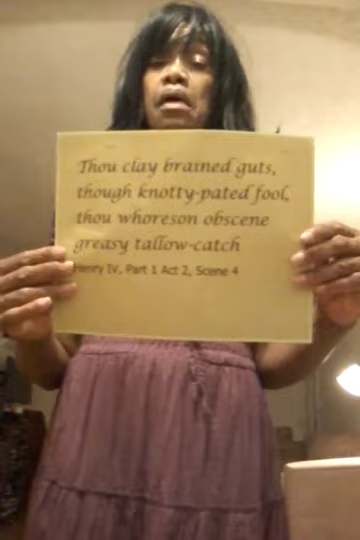 Thou clay brained guts,
though knotty-pated fool,
thou whoreson obscene
greasy tallow-catch
Henry IV, Part 1 Act 2, Scene 4